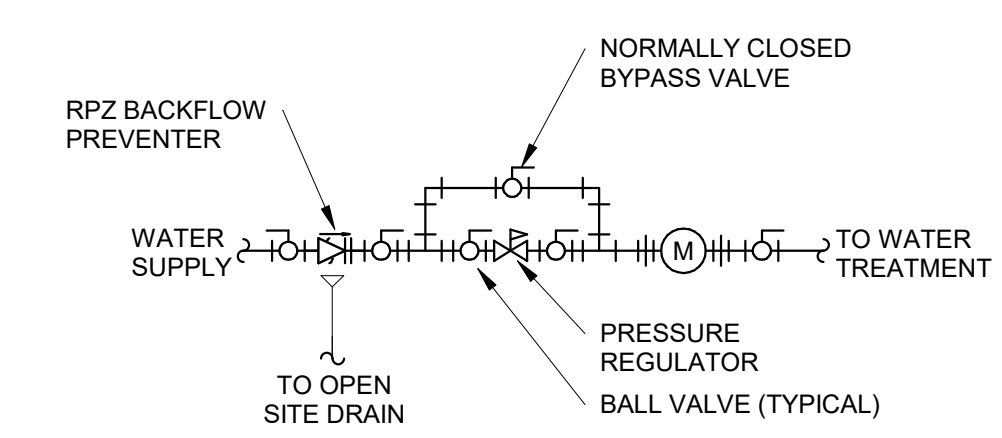 NORMALLY CLOSED
BYPASS VALVE
RPZ BACKFLOW
PREVENTER
WATER
SUPPLY
M
TO WATER
TREATMENT
PRESSURE
REGULATOR
TO OPEN
SITE DRAIN
BALL VALVE (TYPICAL)